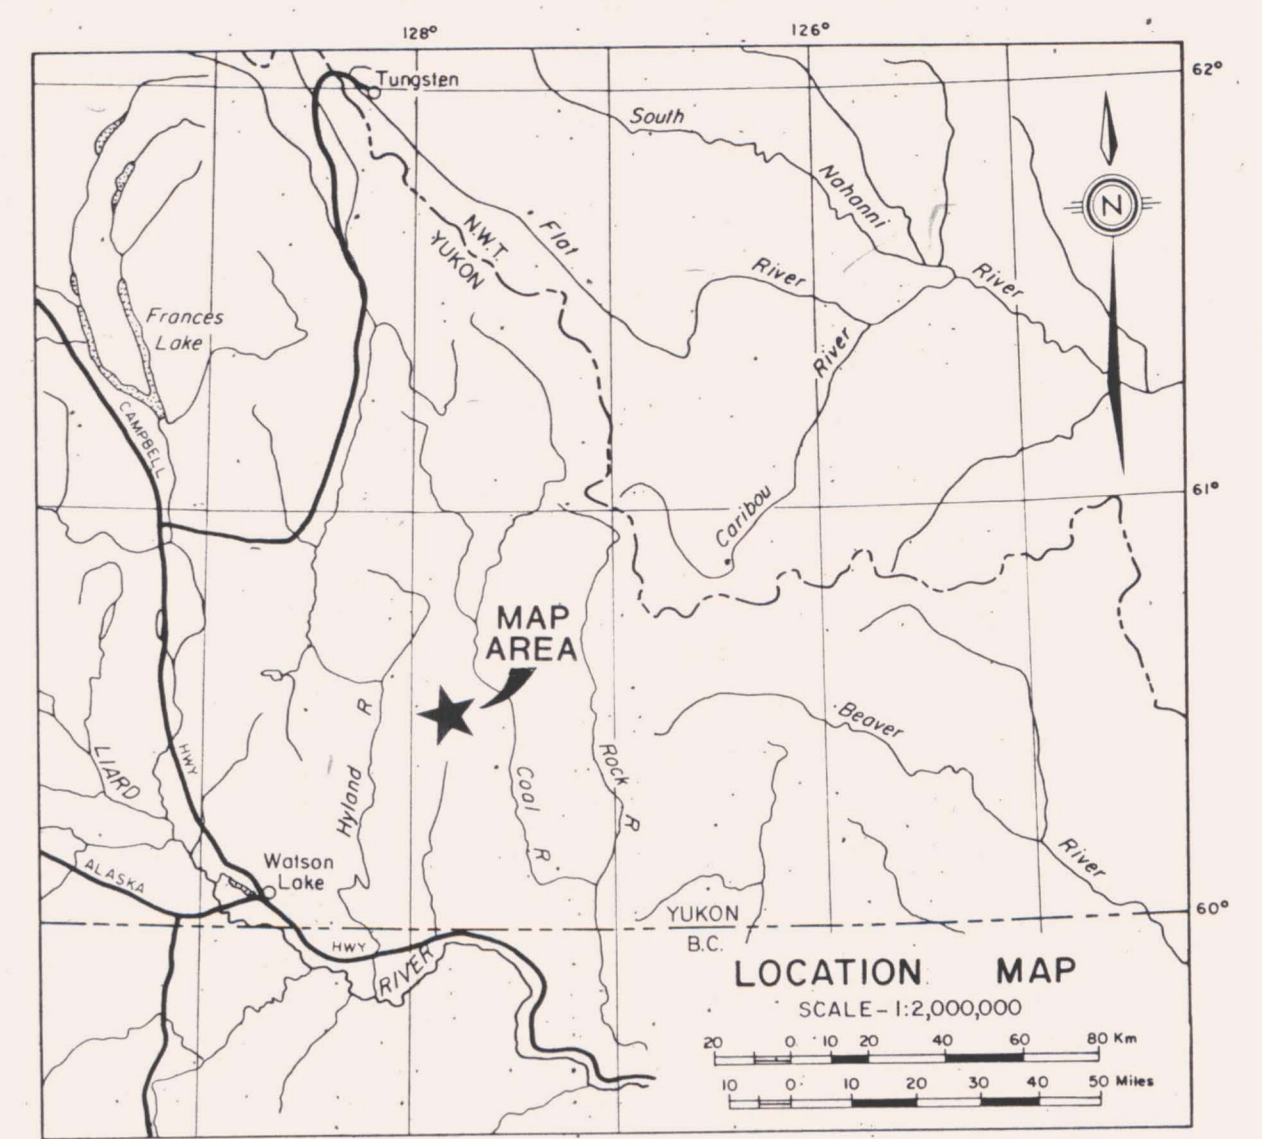 128° 126°
62°
Tungsten
South
Nahanni
N.W.T.
YUKON
Flat
River
River
Frances
Lake
River
CAMPBELL
61°
Caribou
MAP
AREA
R
Hyland
LIARD
HWY
Coal
R
Rock
R
Beaver
River
Watson
Lake
ALASKA
60°
YUKON
B.C.
HWY
RIVER
N
LOCATION MAP
SCALE - 1:2,000,000
20 0 10 20 40 60 80 Km
10 0 10 20 30 40 50 Miles